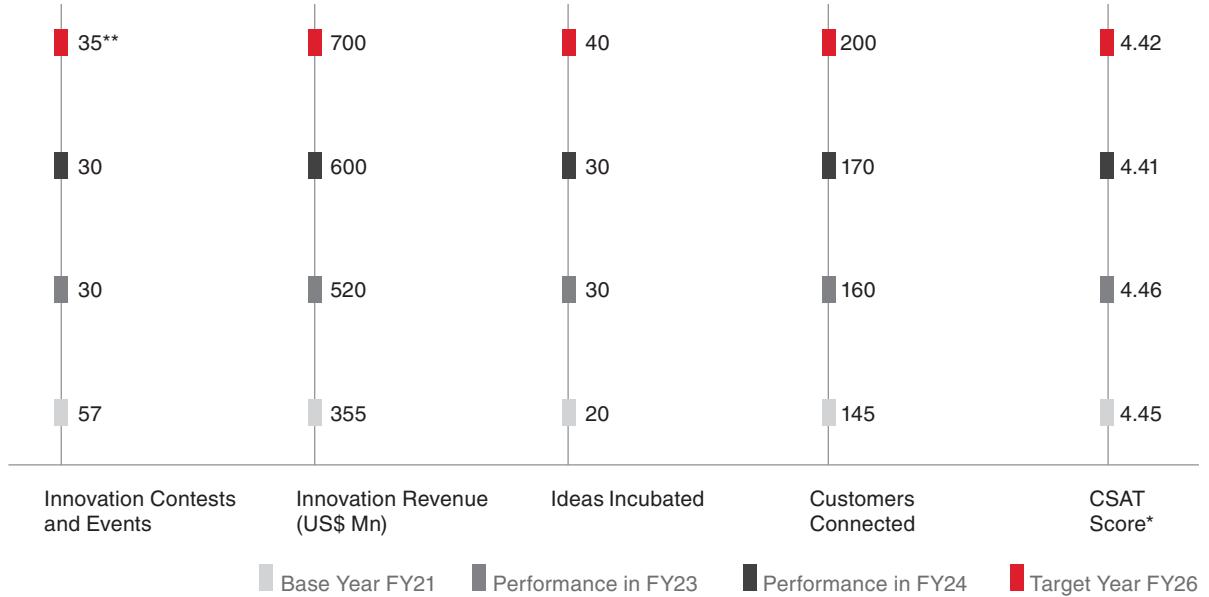 35** 700 40 200 4.42
30 600 30 170 4.41
30 520 30 160 4.46
57 355 20 145 4.45
Innovation Contests Innovation Revenue Ideas Incubated Customers CSAT
and Events (US$ Mn) Connected Score*
Base Year FY21 Performance in FY23 Performance in FY24 Target Year FY26